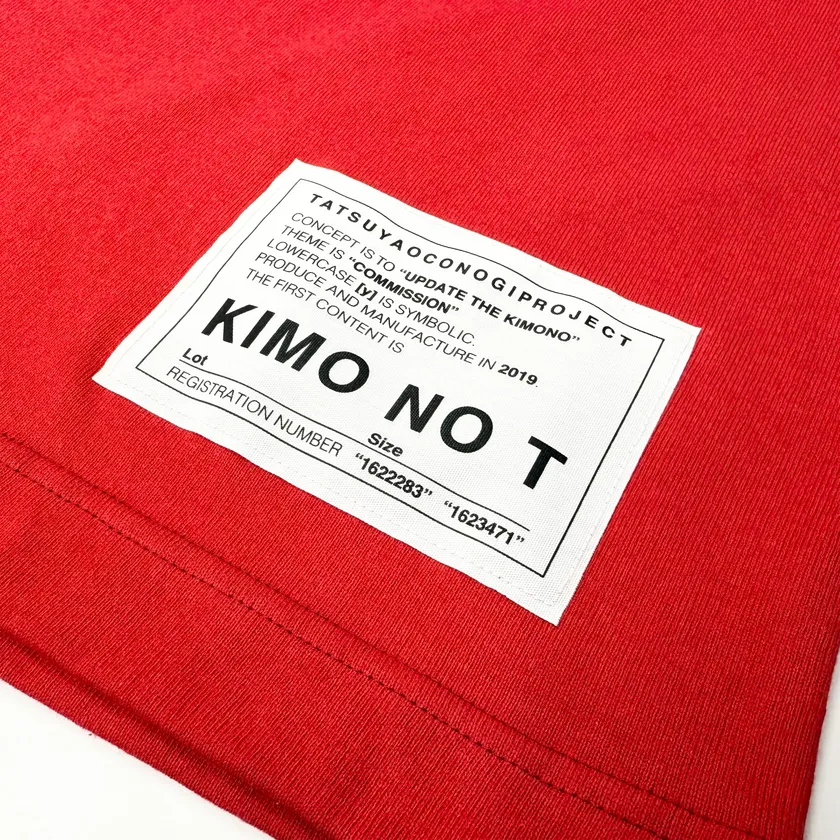 TATSUYAOCONOGIPROJECT
CONCEPT IS TO “UPDATE THE KIMONO”
THEME IS “COMMISSION”
LOWERCASE [y] IS SYMBOLIC.
PRODUCE AND MANUFACTURE IN 2019.
THE FIRST CONTENT IS
KIMO NO T
Lot Size
REGISTRATION NUMBER “1622283” “1623471”